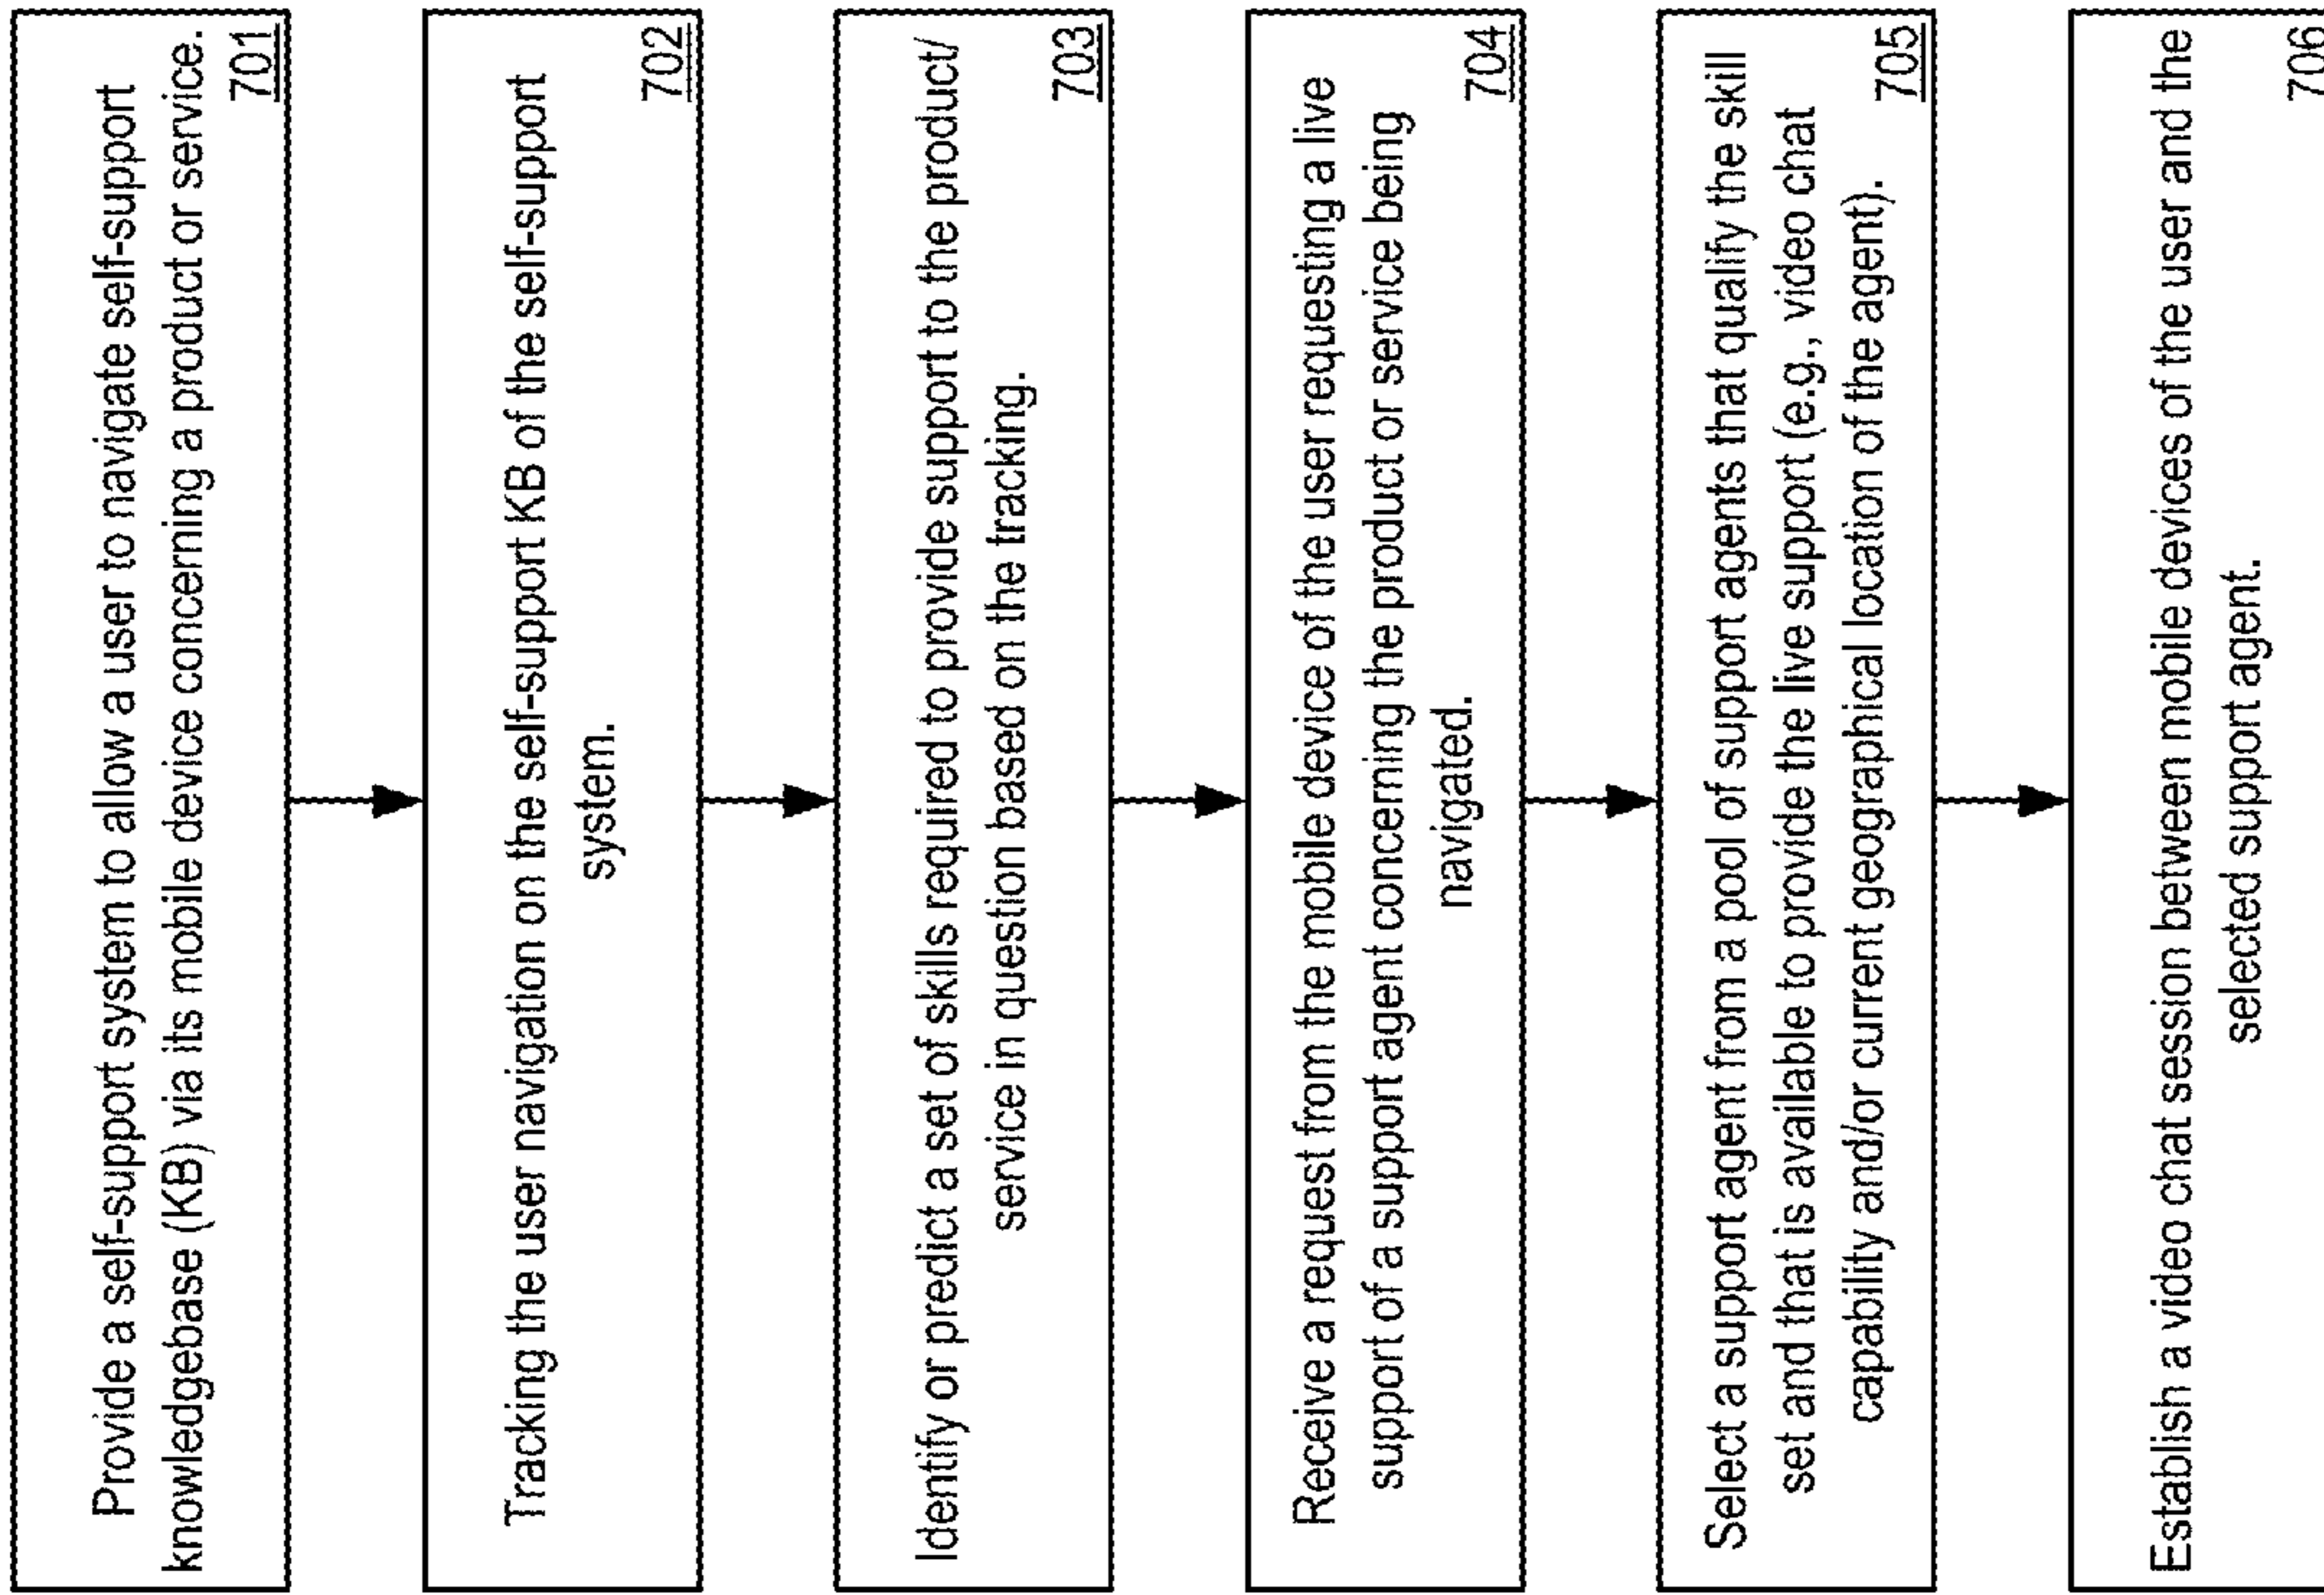 Provide a self-support system to allow a user to navigate self-support
knowledgebase (KB) via its mobile device concerning a product or service.
701
Tracking the user navigation on the self-support KB of the self-support
system.
702
Identify or predict a set of skills required to provide support to the product/
service in question based on the tracking.
703
Receive a request from the mobile device of the user requesting a live
support of a support agent concerning the product or service being
navigated.
704
Select a support agent from a pool of support agents that qualify the skill
set and that is available to provide the live support (e.g., video chat
capability and/or current geographical location of the agent).
705
Establish a video chat session between mobile devices of the user and the
selected support agent.
706